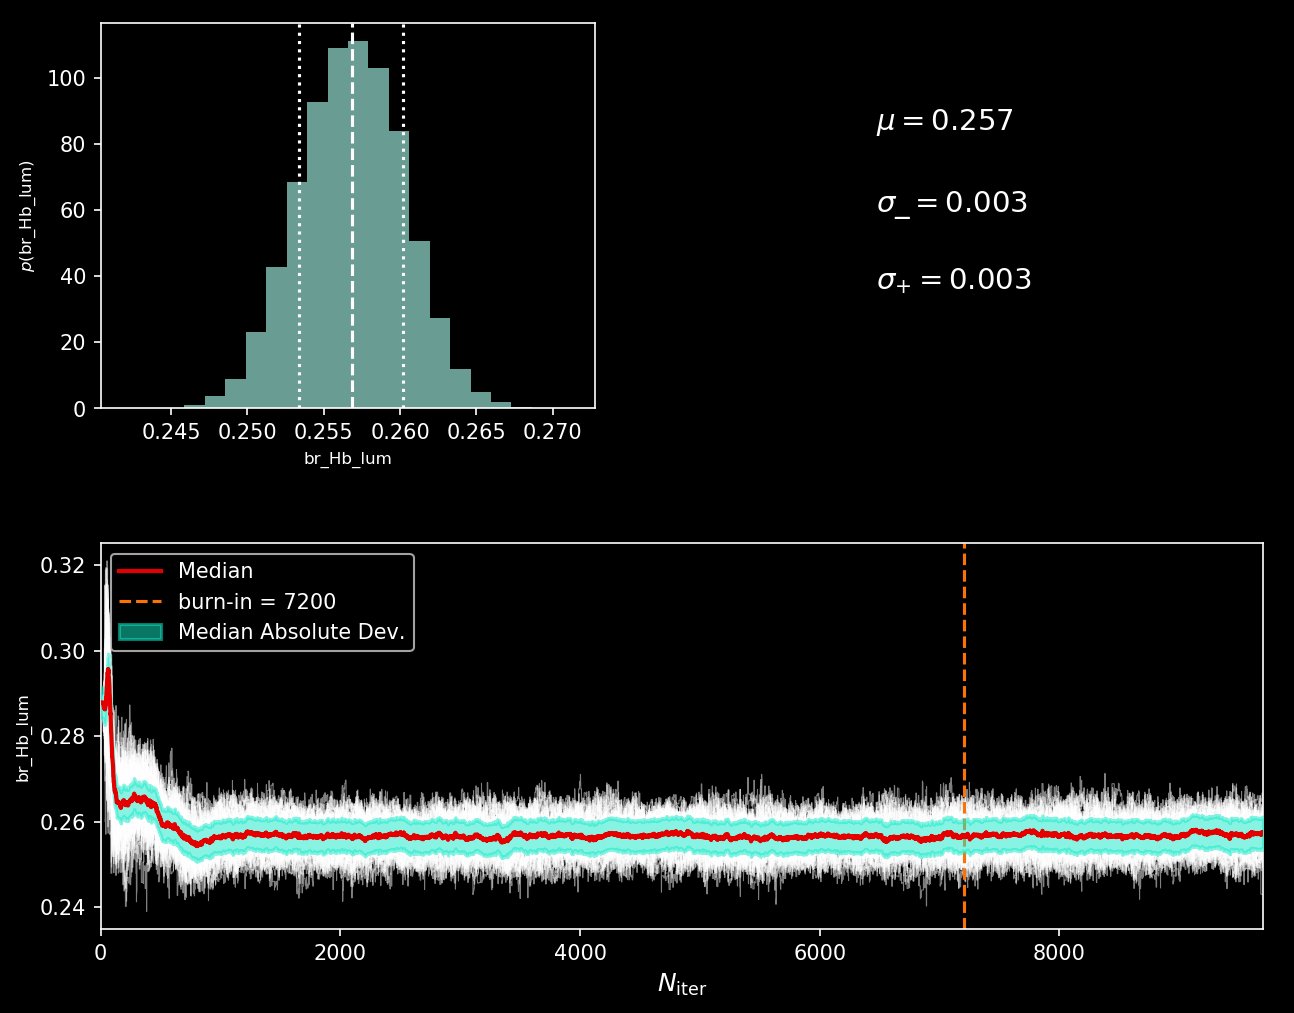 100
80
60
40
20
0
p(br_Hb_lum)
0.245 0.250 0.255 0.260 0.265 0.270
br_Hb_lum
μ = 0.257
σ₋ = 0.003
σ₊ = 0.003
0.32
0.30
0.28
0.26
0.24
br_Hb_lum
Median
burn-in = 7200
Median Absolute Dev.
0 2000 4000 6000 8000
N_iter